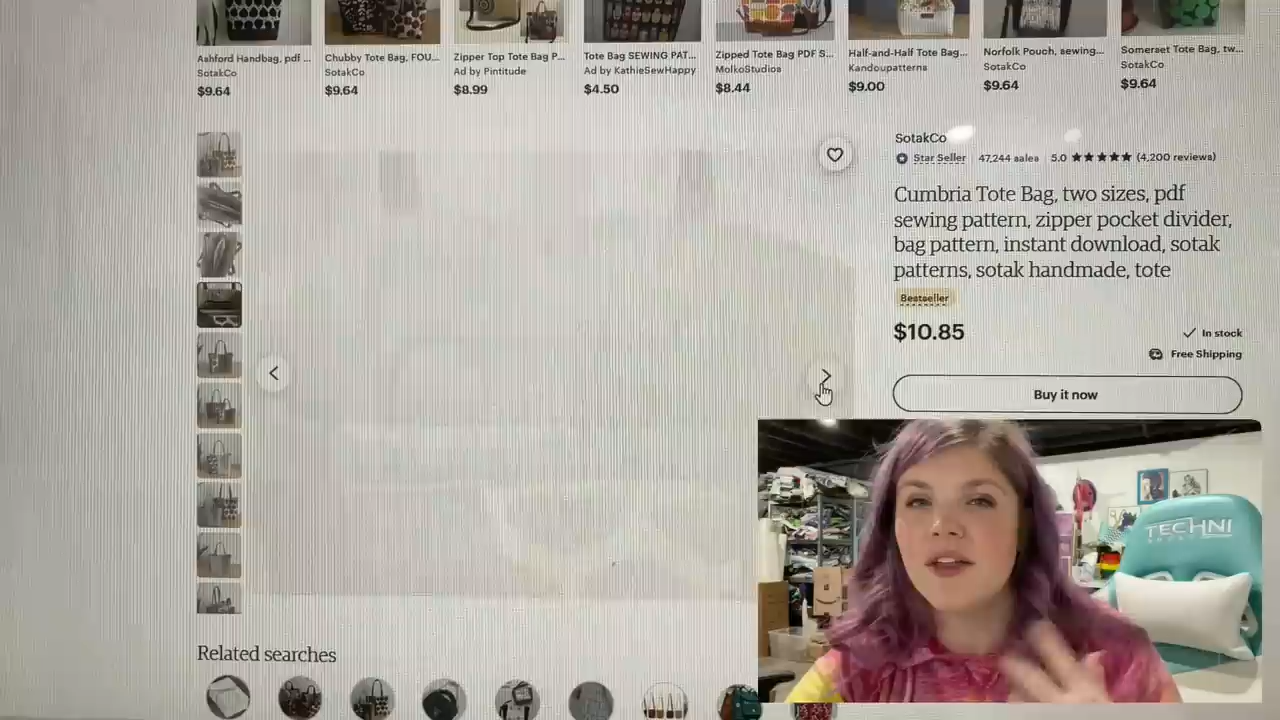 Ashford Handbag, pdf ...
SotakCo
$9.64
Chubby Tote Bag, FOU...
SotakCo
$9.64
Zipper Top Tote Bag P...
Ad by Pintitude
$8.99
Tote Bag SEWING PAT...
Ad by KathieSewHappy
$4.50
Zipped Tote Bag PDF S...
MolkoStudios
$8.44
Half-and-Half Tote Bag...
Kandoupatterns
$9.00
Norfolk Pouch, sewing...
SotakCo
$9.64
Somerset Tote Bag, tw...
SotakCo
$9.64
SotakCo
Star Seller 47,244 sales 5.0 ★★★★★ (4,200 reviews)
Cumbria Tote Bag, two sizes, pdf
sewing pattern, zipper pocket divider,
bag pattern, instant download, sotak
patterns, sotak handmade, tote
Bestseller
$10.85
In stock
Free Shipping
Buy it now
TECHNI
Related searches